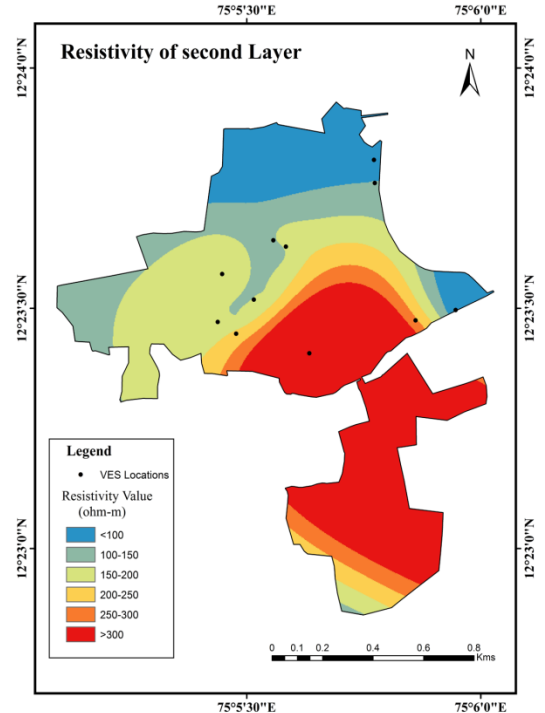 75°5'30"E 75°6'0"E
Resistivity of second Layer
N
12°24'0"N
12°24'0"N
12°23'30"N
12°23'30"N
12°23'0"N
12°23'0"N
Legend
VES Locations
Resistivity Value
(ohm-m)
<100
100-150
150-200
200-250
250-300
>300
0 0.1 0.2 0.4 0.6 0.8
Kms
75°5'30"E 75°6'0"E